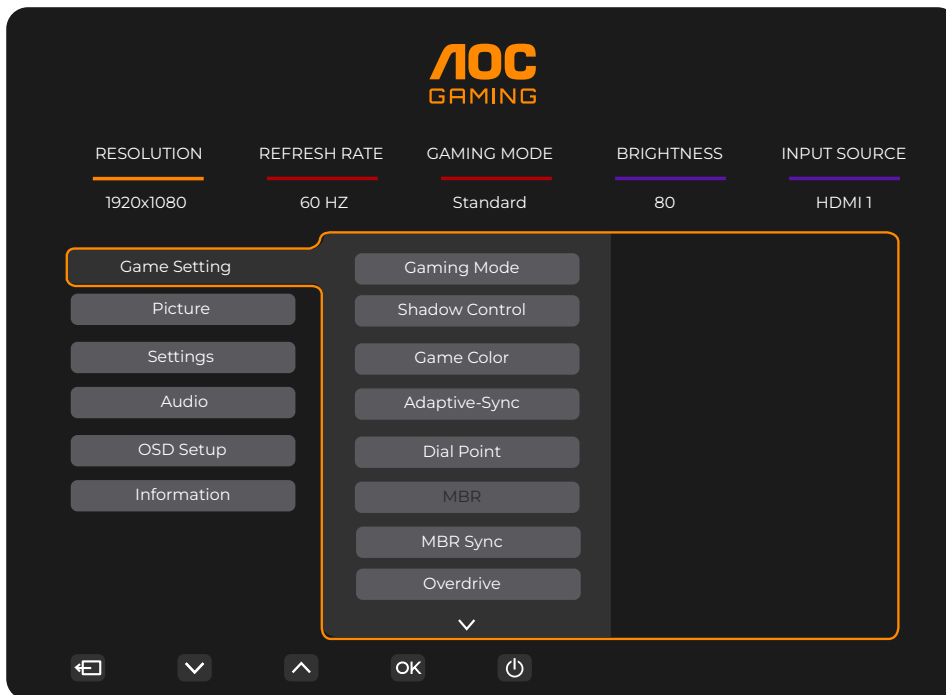 AOC
GAMING
RESOLUTION REFRESH RATE GAMING MODE BRIGHTNESS INPUT SOURCE
1920x1080 60 HZ Standard 80 HDMI 1
Game Setting
Picture
Settings
Audio
OSD Setup
Information
Gaming Mode
Shadow Control
Game Color
Adaptive-Sync
Dial Point
MBR
MBR Sync
Overdrive
OK